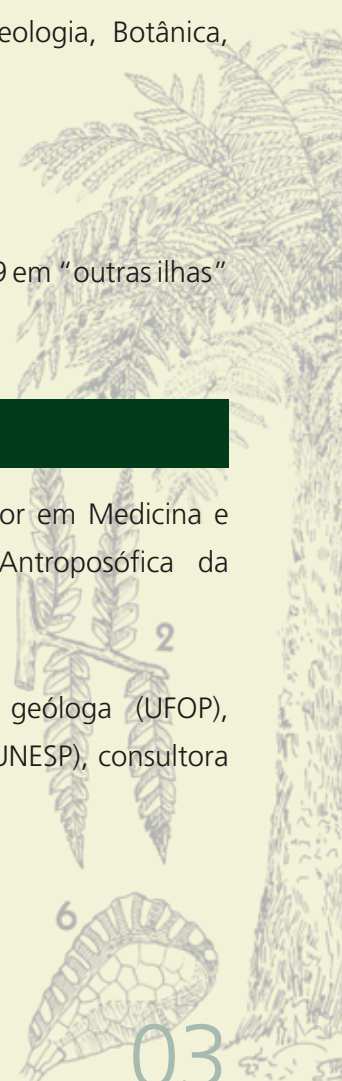 eologia, Botânica,
9 em “outras ilhas”
or em Medicina e
Antroposófica da
2
geóloga (UFOP),
UNESP), consultora
6
03